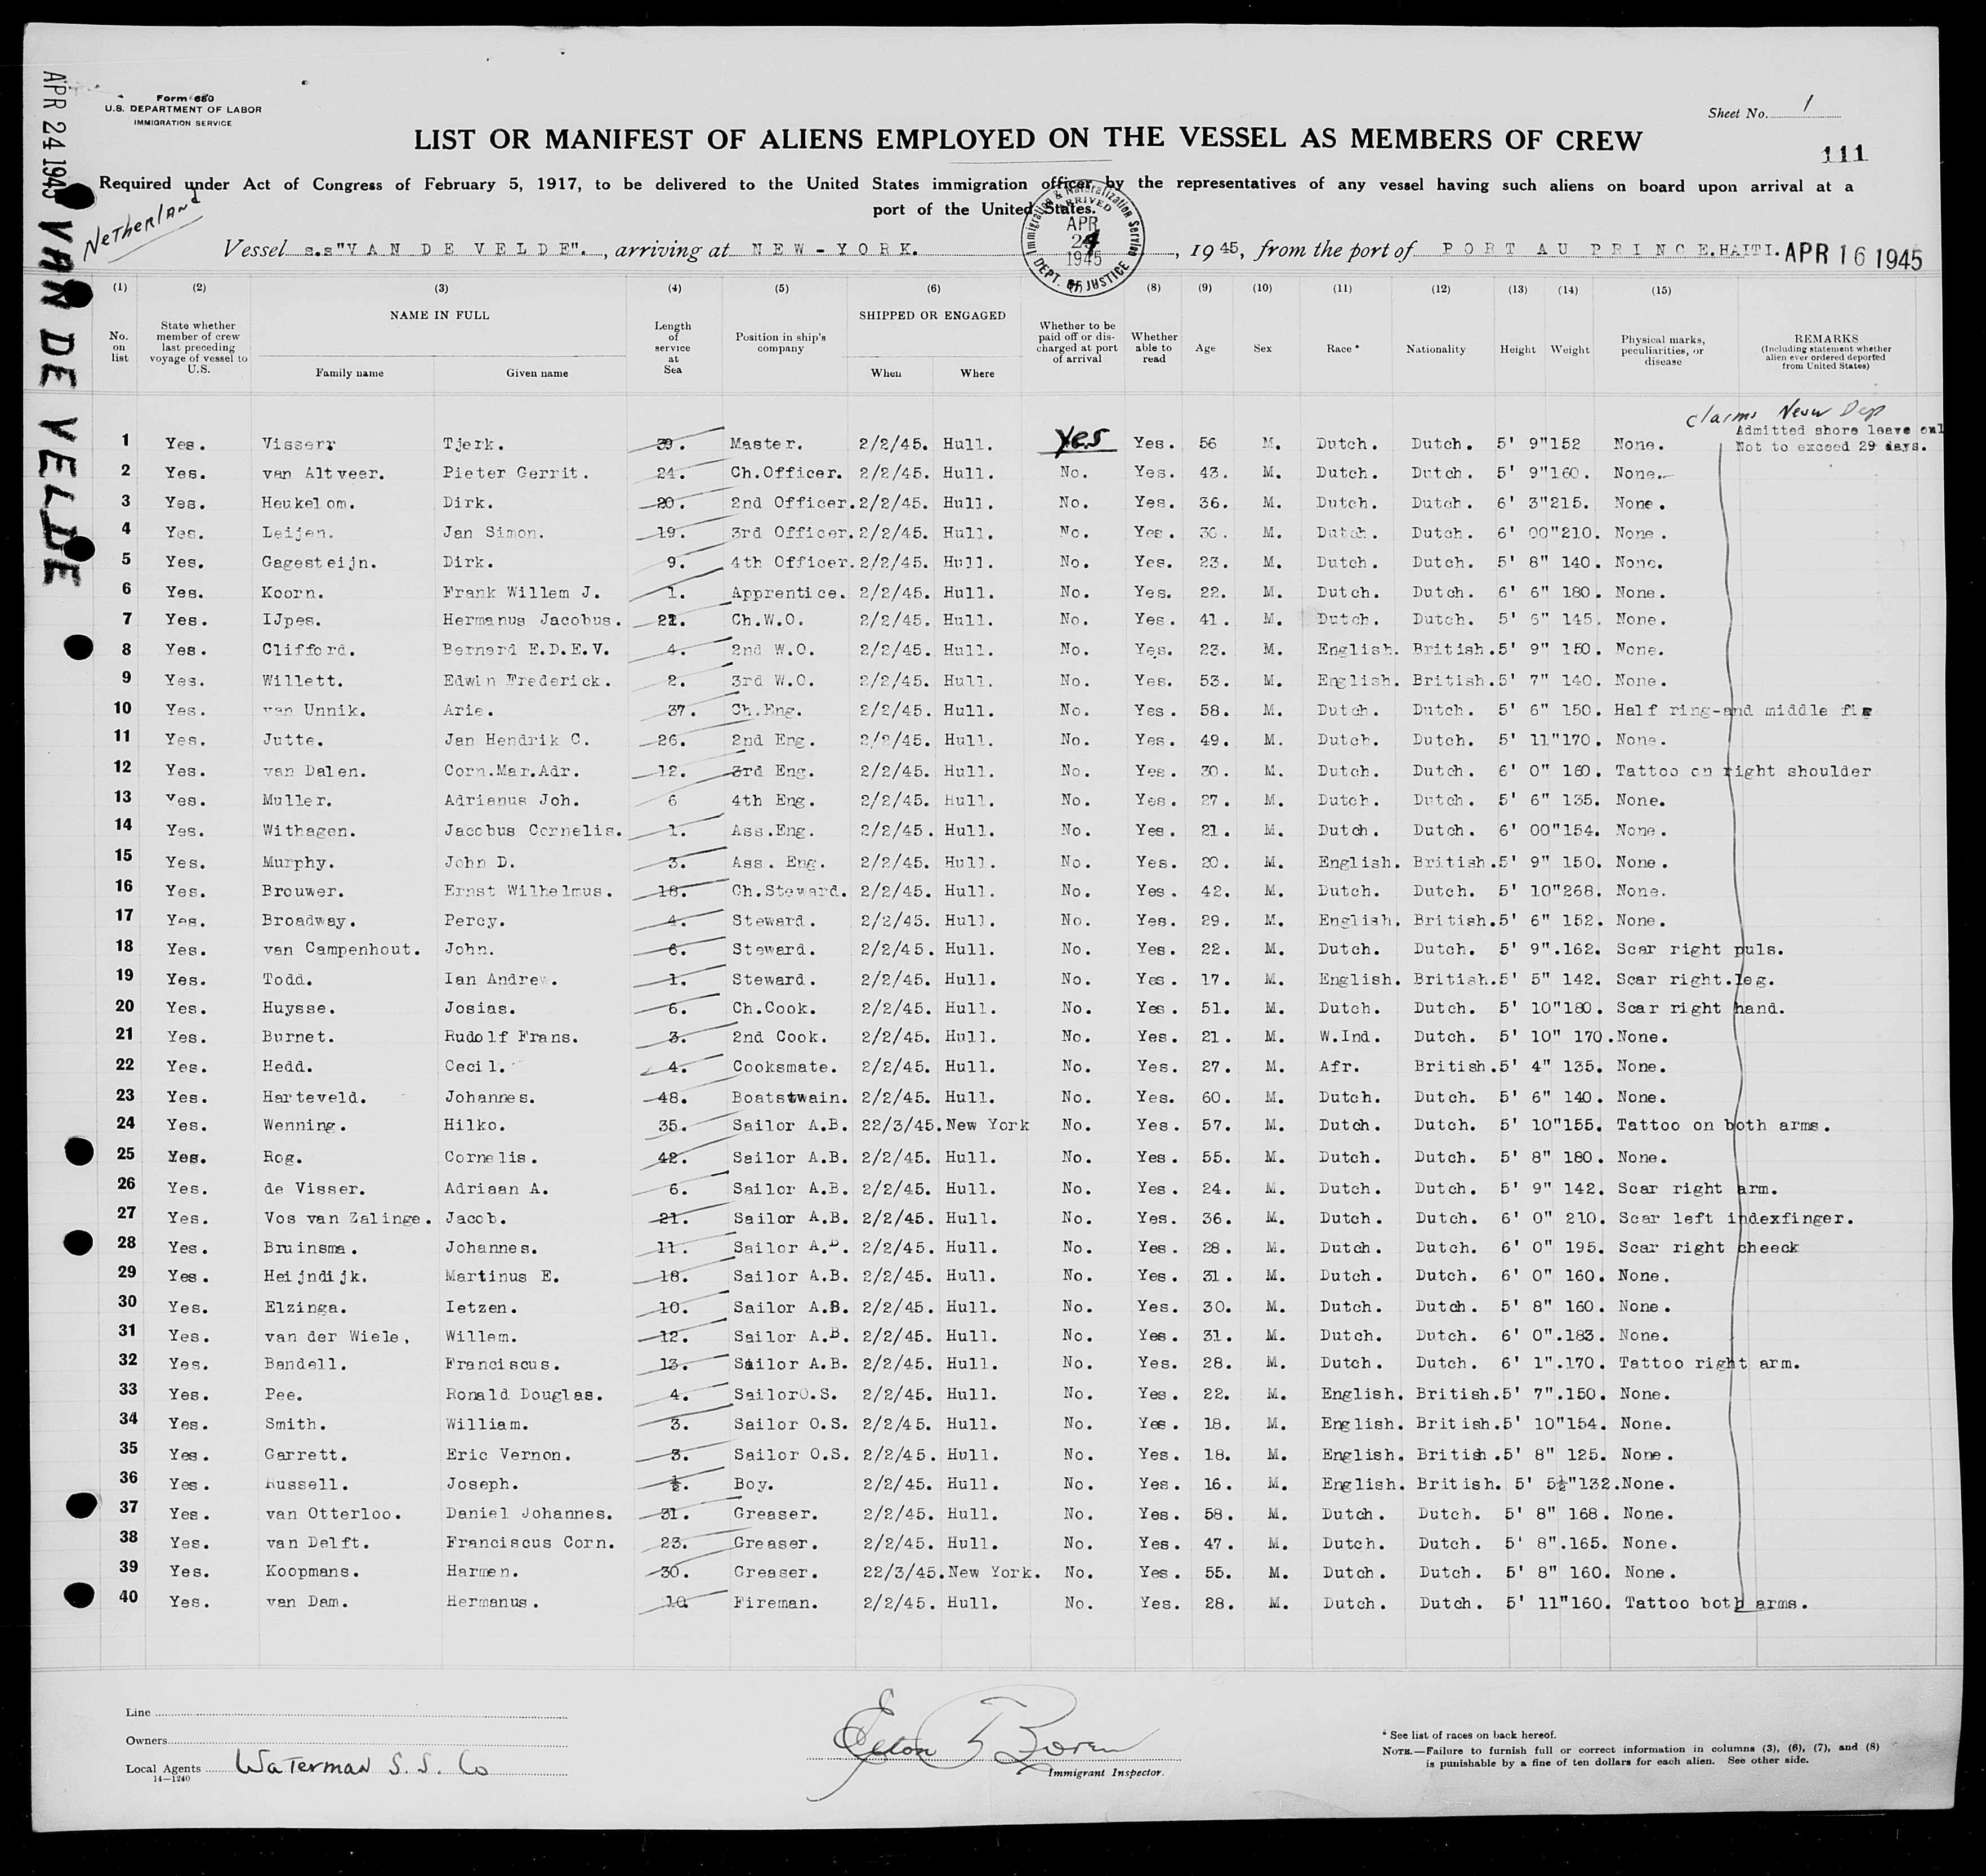 APR 24 1945 VAN DE VELDE
Form 680
U.S. DEPARTMENT OF LABOR
IMMIGRATION SERVICE
Sheet No. 1
LIST OR MANIFEST OF ALIENS EMPLOYED ON THE VESSEL AS MEMBERS OF CREW
111
Required under Act of Congress of February 5, 1917, to be delivered to the United States immigration officer by the representatives of any vessel having such aliens on board upon arrival at a
port of the United States.
Netherland
Immigration & Naturalization Service
ARRIVED
APR
24
1945
DEPT. OF JUSTICE
Vessel s.s"VAN DE VELDE"., arriving at NEW-YORK. , 1945, from the port of PORT AU PRINCE.HAITI. APR 16 1945
(1) (2) (3) (4) (5) (6) (8) (9) (10) (11) (12) (13) (14) (15)
No. on list State whether member of crew last preceding voyage of vessel to U.S. NAME IN FULL Family name Given name Length of service at Sea Position in ship's company SHIPPED OR ENGAGED When Where Whether to be paid off or discharged at port of arrival Whether able to read Age Sex Race * Nationality Height Weight Physical marks, peculiarities, or disease REMARKS (Including statement whether alien ever ordered deported from United States)
claims Never Dep
Admitted shore leave onl
Not to exceed 29 days.
1 Yes. Visser. Tjerk. 39. Master. 2/2/45. Hull. Yes Yes. 56 M. Dutch. Dutch. 5' 9"152 None.
2 Yes. van Altveer. Pieter Gerrit. 24. Ch.Officer. 2/2/45. Hull. No. Yes. 43. M. Dutch. Dutch. 5' 9"160. None.
3 Yes. Heukelom. Dirk. 20. 2nd Officer. 2/2/45. Hull. No. Yes. 36. M. Dutch. Dutch. 6' 3"215. None.
4 Yes. Leijen. Jan Simon. 19. 3rd Officer. 2/2/45. Hull. No. Yes. M. Dutch. Dutch. 6' 00"210. None.
5 Yes. Gagesteijn. Dirk. 9. 4th Officer. 2/2/45. Hull. No. Yes. 23. M. Dutch. Dutch. 5' 8" 140. None.
6 Yes. Koorn. Frank Willem J. 1. Apprentice. 2/2/45. Hull. No. Yes. 22. M. Dutch. Dutch. 6' 6" 180. None.
7 Yes. IJpes. Hermanus Jacobus. Ch.W.O. 2/2/45. Hull. No. Yes. 41. M. Dutch. Dutch. 5' 6" 145. None.
8 Yes. Clifford. Bernard E.D.E.V. 4. 2nd W.O. 2/2/45. Hull. No. Yes. 23. M. English. British. 5' 9" 150. None.
9 Yes. Willett. Edwin Frederick. 2. 3rd W.O. 2/2/45. Hull. No. Yes. 53. M. English. British. 5' 7" 140. None.
10 Yes. van Unnik. Arie. 37. Ch.Eng. 2/2/45. Hull. No. Yes. 58. M. Dutch. Dutch. 5' 6" 150. Half ring-and middle fig
11 Yes. Jutte. Jan Hendrik C. 26. 2nd Eng. 2/2/45. Hull. No. Yes. 49. M. Dutch. Dutch. 5' 11"170. None.
12 Yes. van Dalen. Corn.Mar.Adr. 12. 3rd Eng. 2/2/45. Hull. No. Yes. 30. M. Dutch. Dutch. 6' 0" 160. Tattoo on right shoulder
13 Yes. Muller. Adrianus Joh. 6 4th Eng. 2/2/45. Hull. No. Yes. 27. M. Dutch. Dutch. 5' 6" 135. None.
14 Yes. Withagen. Jacobus Cornelis. 1. Ass.Eng. 2/2/45. Hull. No. Yes. 21. M. Dutch. Dutch. 6' 00"154. None.
15 Yes. Murphy. John D. 3. Ass. Eng. 2/2/45. Hull. No. Yes. 20. M. English. British. 5' 9" 150. None.
16 Yes. Brouwer. Ernst Wilhelmus. 18. Ch.Steward. 2/2/45. Hull. No. Yes. 42. M. Dutch. Dutch. 5' 10"268. None.
17 Yes. Broadway. Percy. 4. Steward. 2/2/45. Hull. No. Yes. 29. M. English. British. 5' 6" 152. None.
18 Yes. van Campenhout. John. 6. Steward. 2/2/45. Hull. No. Yes. 22. M. Dutch. Dutch. 5' 9".162. Scar right puls.
19 Yes. Todd. Ian Andrew. 1. Steward. 2/2/45. Hull. No. Yes. 17. M. English. British. 5' 5" 142. Scar right.leg.
20 Yes. Huysse. Josias. 6. Ch.Cook. 2/2/45. Hull. No. Yes. 51. M. Dutch. Dutch. 5' 10"180. Scar right hand.
21 Yes. Burnet. Rudolf Frans. 3. 2nd Cook. 2/2/45. Hull. No. Yes. 21. M. W.Ind. Dutch. 5' 10" 170. None.
22 Yes. Hedd. Cecil. 4. Cooksmate. 2/2/45. Hull. No. Yes. 27. M. Afr. British. 5' 4" 135. None.
23 Yes. Harteveld. Johannes. 48. Boatstwain. 2/2/45. Hull. No. Yes. 60. M. Dutch. Dutch. 5' 6" 140. None.
24 Yes. Wenning. Hilko. 35. Sailor A.B. 22/3/45. New York No. Yes. 57. M. Dutch. Dutch. 5' 10"155. Tattoo on both arms.
25 Yes. Rog. Cornelis. 42. Sailor A.B. 2/2/45. Hull. No. Yes. 55. M. Dutch. Dutch. 5' 8" 180. None.
26 Yes. de Visser. Adriaan A. 6. Sailor A.B. 2/2/45. Hull. No. Yes. 24. M. Dutch. Dutch. 5' 9" 142. Scar right arm.
27 Yes. Vos van Zalinge. Jacob. 21. Sailor A.B. 2/2/45. Hull. No. Yes. 36. M. Dutch. Dutch. 6' 0" 210. Scar left indexfinger.
28 Yes. Bruinsma. Johannes. 11. Sailor A.B. 2/2/45. Hull. No. Yes. 28. M. Dutch. Dutch. 6' 0" 195. Scar right cheeck
29 Yes. Heijndijk. Martinus E. 18. Sailor A.B. 2/2/45. Hull. No. Yes. 31. M. Dutch. Dutch. 6' 0" 160. None.
30 Yes. Elzinga. Ietzen. 10. Sailor A.B. 2/2/45. Hull. No. Yes. 30. M. Dutch. Dutch. 5' 8" 160. None.
31 Yes. van der Wiele, Willem. 12. Sailor A.B. 2/2/45. Hull. No. Yes. 31. M. Dutch. Dutch. 6' 0".183. None.
32 Yes. Bandell. Franciscus. 13. Sailor A.B. 2/2/45. Hull. No. Yes. 28. M. Dutch. Dutch. 6' 1".170. Tattoo right arm.
33 Yes. Pee. Ronald Douglas. 4. SailorO.S. 2/2/45. Hull. No. Yes. 22. M. English. British. 5' 7".150. None.
34 Yes. Smith. William. 3. Sailor O.S. 2/2/45. Hull. No. Yes. 18. M. English. British. 5' 10"154. None.
35 Yes. Garrett. Eric Vernon. 3. Sailor O.S. 2/2/45. Hull. No. Yes. 18. M. English. British. 5' 8" 125. None.
36 Yes. Russell. Joseph. ½. Boy. 2/2/45. Hull. No. Yes. 16. M. English. British. 5' 5½"132. None.
37 Yes. van Otterloo. Daniel Johannes. 31. Greaser. 2/2/45. Hull. No. Yes. 58. M. Dutch. Dutch. 5' 8" 168. None.
38 Yes. van Delft. Franciscus Corn. 23. Greaser. 2/2/45. Hull. No. Yes. 47. M. Dutch. Dutch. 5' 8".165. None.
39 Yes. Koopmans. Harmen. 30. Greaser. 22/3/45. New York. No. Yes. 55. M. Dutch. Dutch. 5' 8" 160. None.
40 Yes. van Dam. Hermanus. 10 Fireman. 2/2/45. Hull. No. Yes. 28. M. Dutch. Dutch. 5' 11"160. Tattoo both arms.
Line
Owners
Local Agents Waterman S.S. Co
14—1240
Immigrant Inspector.
* See list of races on back hereof.
NOTE.—Failure to furnish full or correct information in columns (3), (6), (7), and (8)
is punishable by a fine of ten dollars for each alien. See other side.